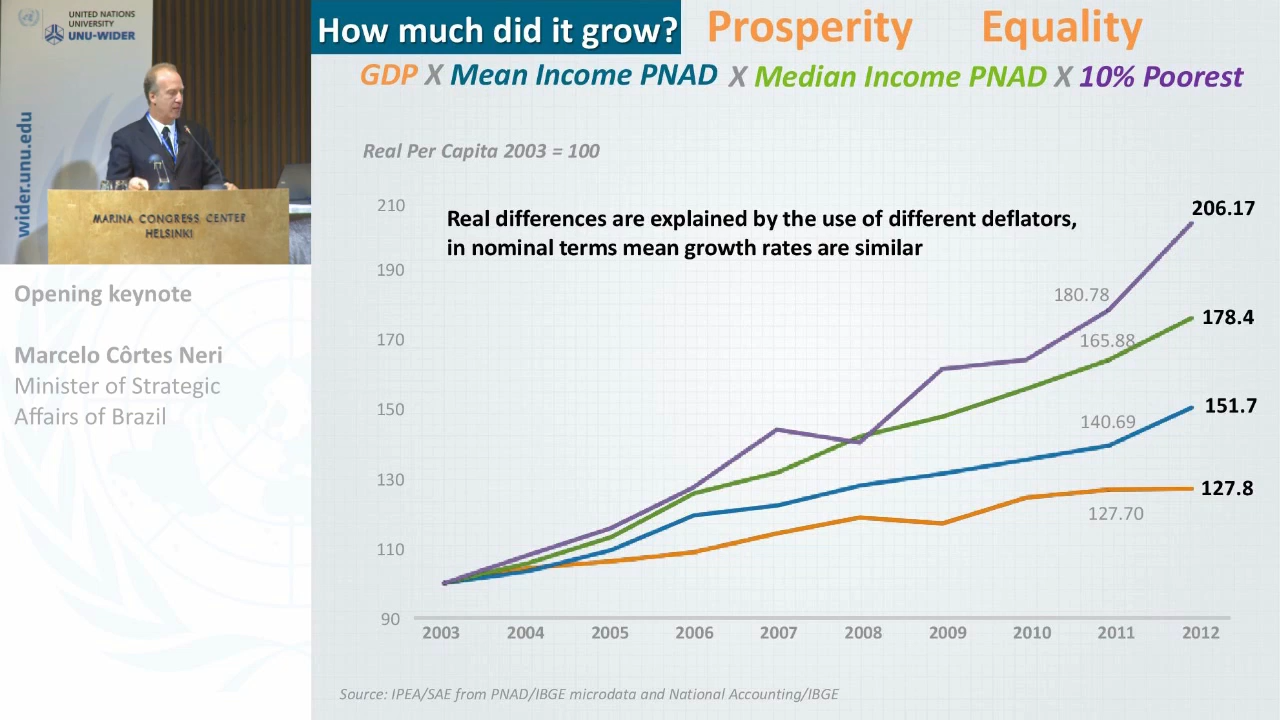 UNITED NATIONS
UNIVERSITY
UNU-WIDER
wider.unu.edu
MARINA CONGRESS CENTER
HELSINKI
Opening keynote
Marcelo Côrtes Neri
Minister of Strategic
Affairs of Brazil
How much did it grow?
Prosperity
Equality
GDP X Mean Income PNAD X Median Income PNAD X 10% Poorest
Real Per Capita 2003 = 100
Real differences are explained by the use of different deflators,
in nominal terms mean growth rates are similar
210
190
170
150
130
110
90
206.17
180.78
178.4
165.88
151.7
140.69
127.8
127.70
2003 2004 2005 2006 2007 2008 2009 2010 2011 2012
Source: IPEA/SAE from PNAD/IBGE microdata and National Accounting/IBGE